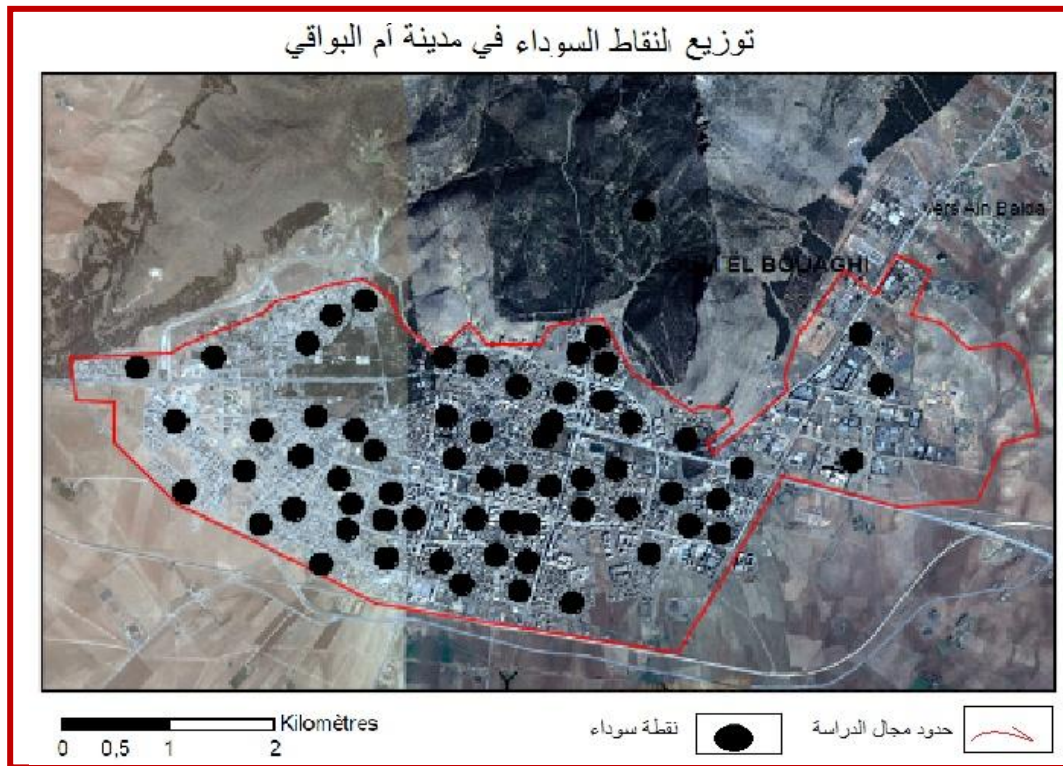 توزيع النقاط السوداء في مدينة أم البواقي
vers Ain Baida
EL BOUAGHI
Y
حدود مجال الدراسة
نقطة سوداء
Kilomètres
0 0,5 1 2